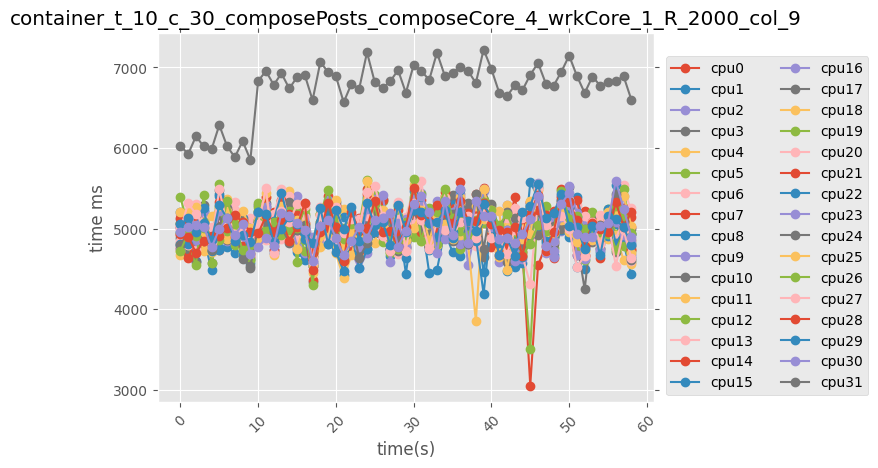 container_t_10_c_30_composePosts_composeCore_4_wrkCore_1_R_2000_col_9
7000
6000
5000
4000
3000
time ms
0
10
20
30
40
50
60
time(s)
cpu0
cpu1
cpu2
cpu3
cpu4
cpu5
cpu6
cpu7
cpu8
cpu9
cpu10
cpu11
cpu12
cpu13
cpu14
cpu15
cpu16
cpu17
cpu18
cpu19
cpu20
cpu21
cpu22
cpu23
cpu24
cpu25
cpu26
cpu27
cpu28
cpu29
cpu30
cpu31